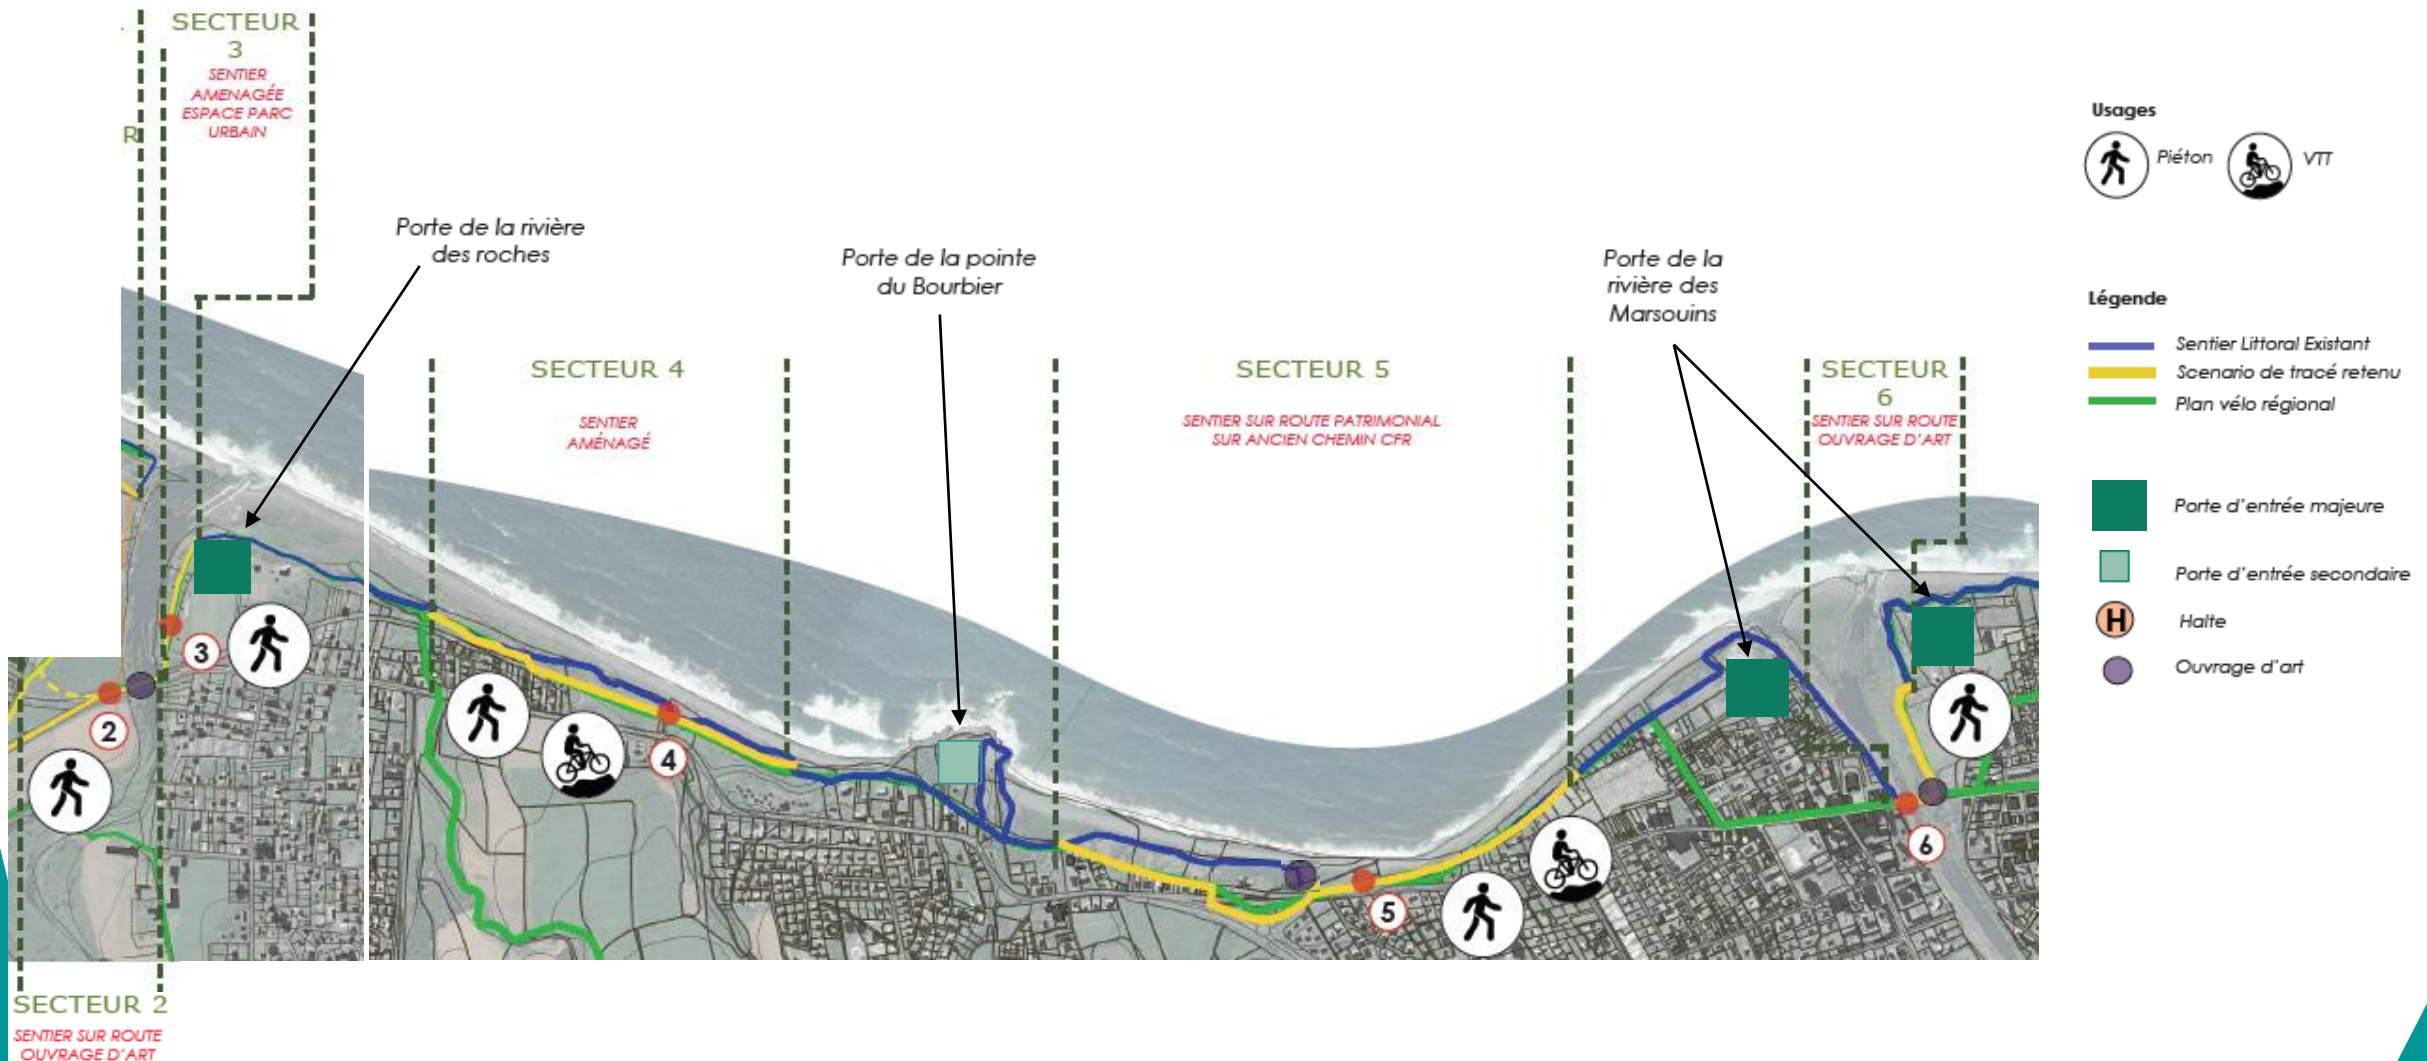 SECTEUR
3
SENTIER
AMENAGÉE
ESPACE PARC
URBAIN
R
Porte de la rivière
des roches
Porte de la pointe
du Bourbier
Porte de la
rivière des
Marsouins
SECTEUR 4
SENTIER
AMÉNAGÉ
SECTEUR 5
SENTIER SUR ROUTE PATRIMONIAL
SUR ANCIEN CHEMIN CFR
SECTEUR
6
SENTIER SUR ROUTE
OUVRAGE D'ART
2
3
4
5
6
SECTEUR 2
SENTIER SUR ROUTE
OUVRAGE D'ART
Usages
Piéton
VTT
Légende
Sentier Littoral Existant
Scenario de tracé retenu
Plan vélo régional
Porte d'entrée majeure
Porte d'entrée secondaire
H
Halte
Ouvrage d'art